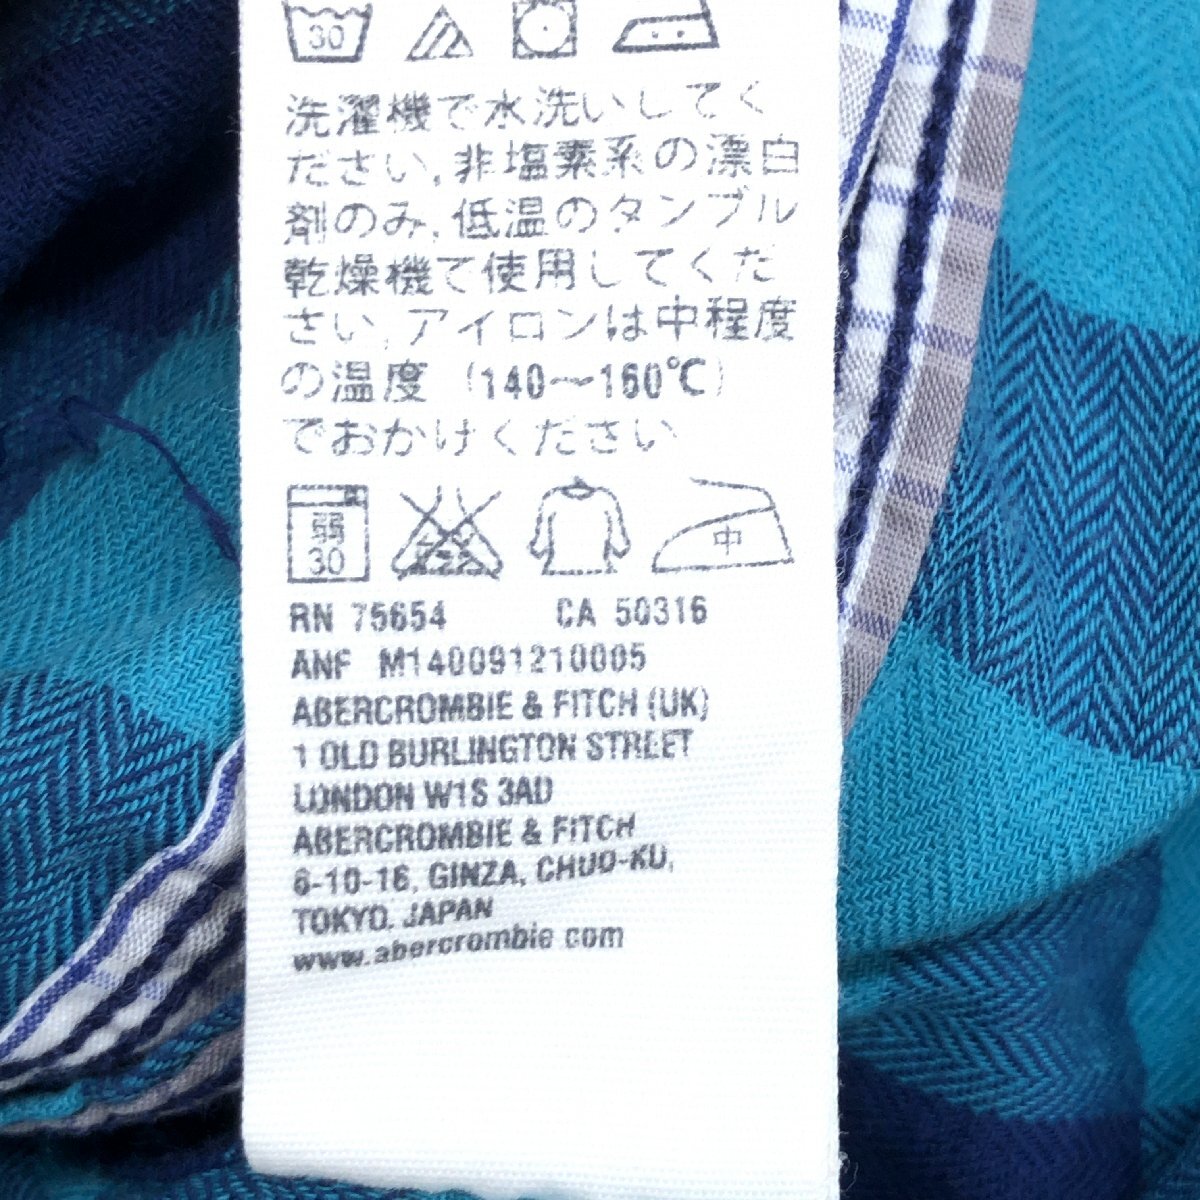 30
洗濯機で水洗いしてく
ださい,非塩素系の漂白
剤のみ,低温のタンブル
乾燥機で使用してくだ
さい,アイロンは中程度
の温度 (140〜160℃)
でおかけください
弱
30
中
RN 75654 CA 50316
ANF M140091210005
ABERCROMBIE & FITCH (UK)
1 OLD BURLINGTON STREET
LONDON W1S 3AD
ABERCROMBIE & FITCH
6-10-16, GINZA, CHUO-KU,
TOKYO, JAPAN
www.abercrombie.com